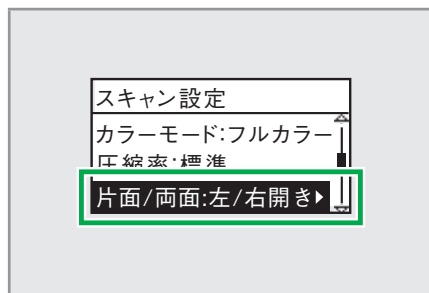 スキャン設定
カラーモード:フルカラー
圧縮率:標準
片面/両面:左/右開き